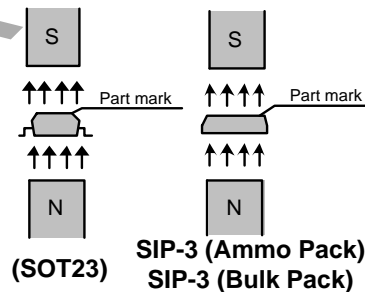 S
S
Part mark
Part mark
N
N
(SOT23)
SIP-3 (Ammo Pack)
SIP-3 (Bulk Pack)